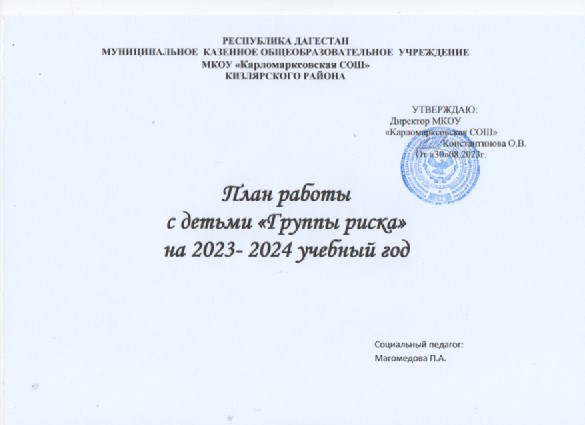 РЕСПУБЛИКА ДАГЕСТАН
МУНИЦИПАЛЬНОЕ КАЗЕННОЕ ОБЩЕОБРАЗОВАТЕЛЬНОЕ УЧРЕЖДЕНИЕ
МКОУ «Карломарксовская СОШ»
КИЗЛЯРСКОГО РАЙОНА
УТВЕРЖДАЮ:
Директор МКОУ
«Карломарксовская СОШ»
Константинова О.В.
От «30»08.2023г.
План работы
с детьми «Группы риска»
на 2023- 2024 учебный год
Социальный педагог:
Магомедова П.А.